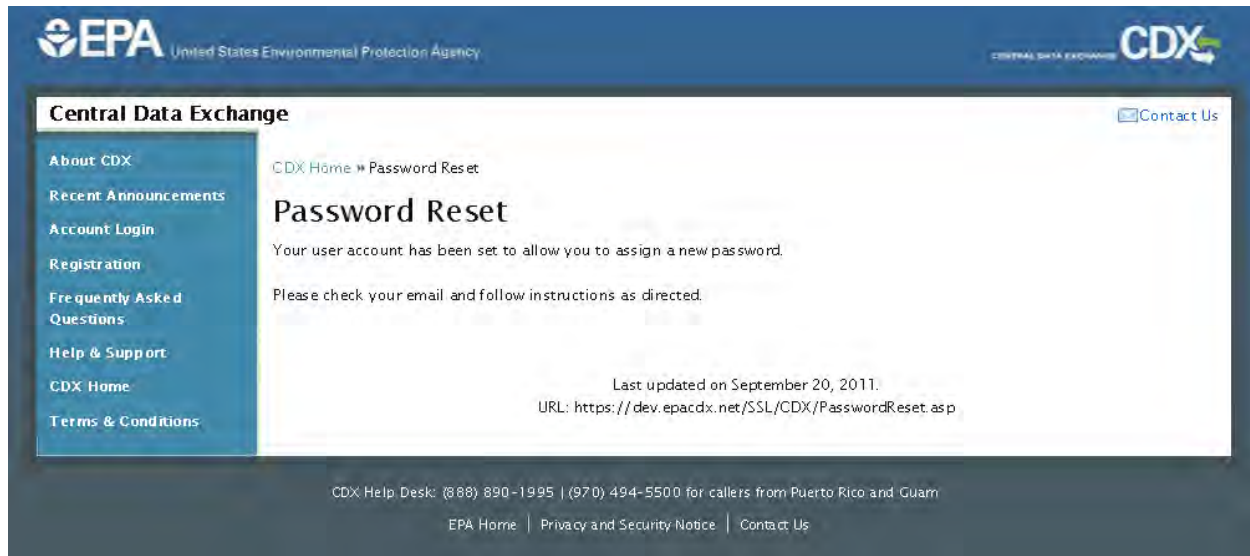 EPA United States Environmental Protection Agency
CENTRAL DATA EXCHANGE CDX
Central Data Exchange
Contact Us
About CDX
Recent Announcements
Account Login
Registration
Frequently Asked
Questions
Help & Support
CDX Home
Terms & Conditions
CDX Home » Password Reset
Password Reset
Your user account has been set to allow you to assign a new password.
Please check your email and follow instructions as directed.
Last updated on September 20, 2011.
URL: https://dev.epacdx.net/SSL/CDX/PasswordReset.asp
CDX Help Desk: (888) 890-1995 | (970) 494-5500 for callers from Puerto Rico and Guam
EPA Home | Privacy and Security Notice | Contact Us